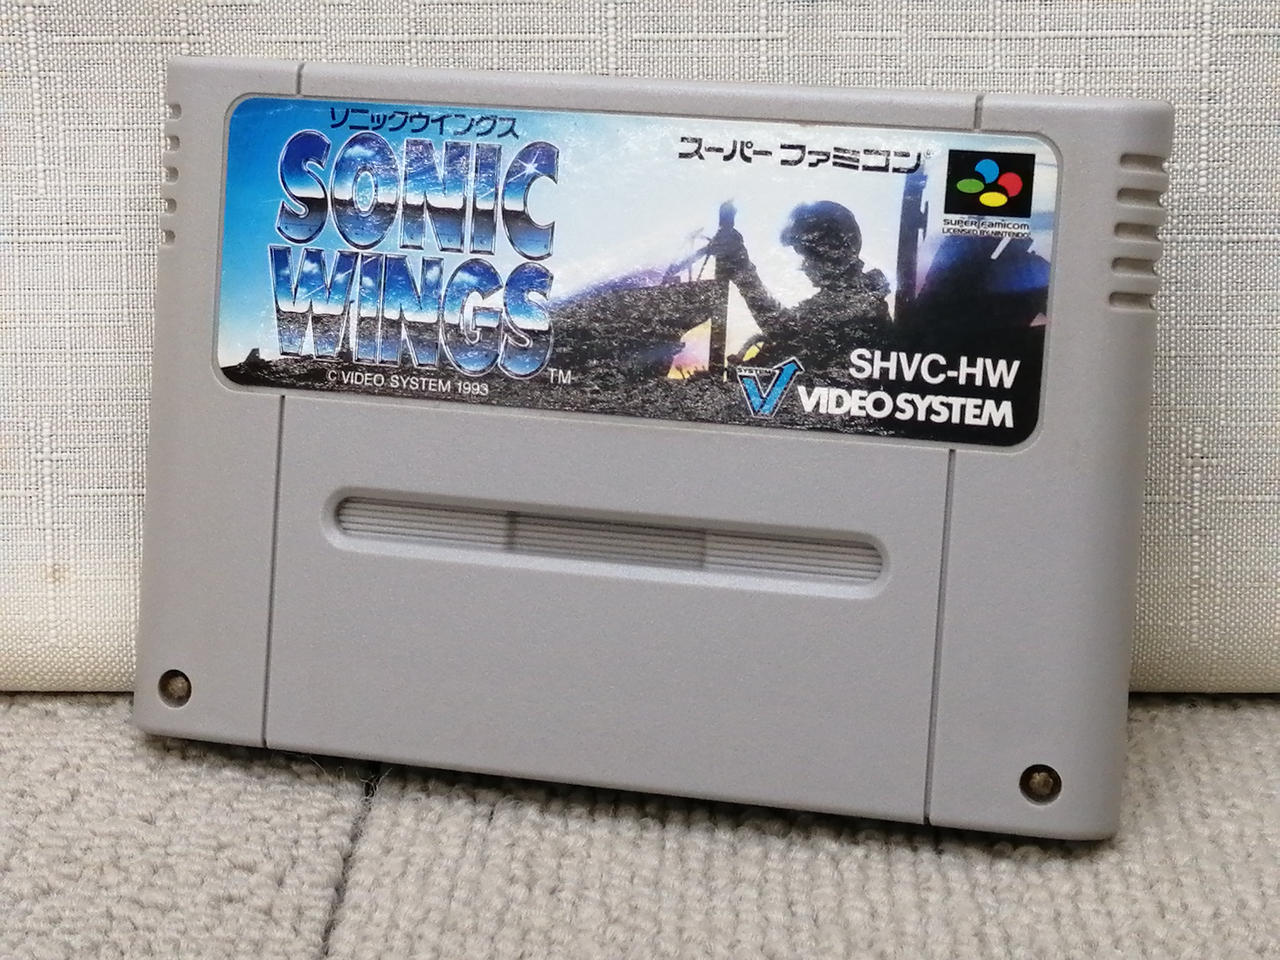 ソニックウイングス
SONIC
WINGS
TM
© VIDEO SYSTEM 1993
スーパーファミコン
SUPER Famicom
LICENSED BY NINTENDO
SHVC-HW
SYSTEM
V
VIDEO SYSTEM